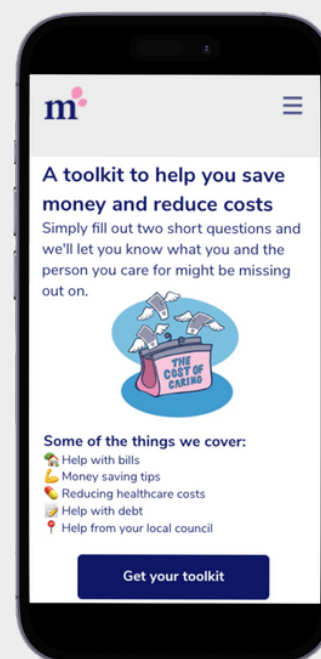 m
A toolkit to help you save
money and reduce costs
Simply fill out two short questions and
we'll let you know what you and the
person you care for might be missing
out on.
THE
COST OF
CARING
Some of the things we cover:
Help with bills
Money saving tips
Reducing healthcare costs
Help with debt
Help from your local council
Get your toolkit